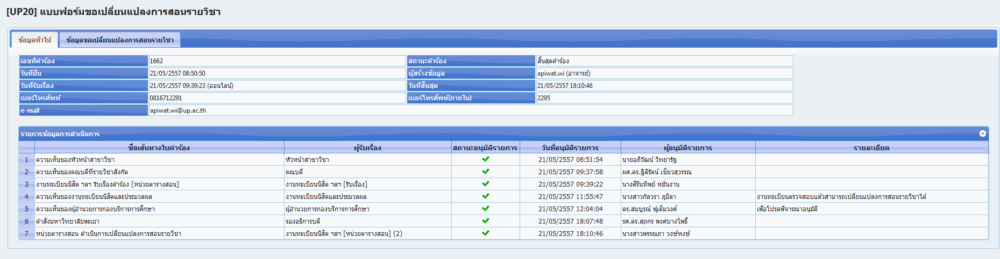 [UP20] แบบฟอร์มขอเปลี่ยนแปลงการสอนรายวิชา
ข้อมูลทั่วไป ข้อมูลขอเปลี่ยนแปลงการสอนรายวิชา
เลขที่คำร้อง 1662 สถานะคำร้อง สิ้นสุดคำร้อง
วันที่ยื่น 21/05/2557 08:50:50 ผู้สร้างข้อมูล apiwat.wi (อาจารย์)
วันที่รับเรื่อง 21/05/2557 09:39:23 (ออนไลน์) วันที่สิ้นสุด 21/05/2557 18:10:46
เบอร์โทรศัพท์ 0816712291 เบอร์โทรศัพท์(ภายใน) 2295
e-mail apiwat.wi@up.ac.th
รายการข้อมูลการดำเนินการ
ชื่อเส้นทางใบคำร้อง ผู้รับเรื่อง สถานะอนุมัติรายการ วันที่อนุมัติรายการ ผู้อนุมัติรายการ รายละเอียด
1 ความเห็นของหัวหน้าสาขาวิชา หัวหน้าสาขาวิชา 21/05/2557 08:51:54 นายอภิวัฒน์ วิทยารัฐ
2 ความเห็นของคณบดีที่รายวิชาสังกัด คณบดี 21/05/2557 09:37:58 ผศ.ดร.ฐิติรัตน์ เชี่ยวสุวรรณ
3 งานทะเบียนนิสิต ฯลฯ รับเรื่องคำร้อง [หน่วยตารางสอน] งานทะเบียนนิสิต ฯลฯ [รับเรื่อง] 21/05/2557 09:39:22 นางศิรินทิพย์ หมั่นงาน
4 ความเห็นของงานทะเบียนนิสิตและประมวลผล งานทะเบียนนิสิตและประมวลผล 21/05/2557 11:55:47 นางสาวกัลวรา ภูมิลา งานทะเบียนตรวจสอบแล้วสามารถเปลี่ยนแปลงการสอนรายวิชาได้
5 ความเห็นของผู้อำนวยการกองบริการการศึกษา ผู้อำนวยการกองบริการการศึกษา 21/05/2557 12:04:04 ดร.สมบูรณ์ ฟูเต็มวงศ์ เพื่อโปรดพิจารณาอนุมัติ
6 คำสั่งมหาวิทยาลัยพะเยา รองอธิการบดี 21/05/2557 18:07:48 รศ.ดร.สุภกร พงศบางโพธิ์
7 หน่วยตารางสอน ดำเนินการเปลี่ยนแปลงการสอนรายวิชา งานทะเบียนนิสิต ฯลฯ [หน่วยตารางสอน] (2) 21/05/2557 18:10:46 นางสาวพรรณภา วงษ์หงษ์